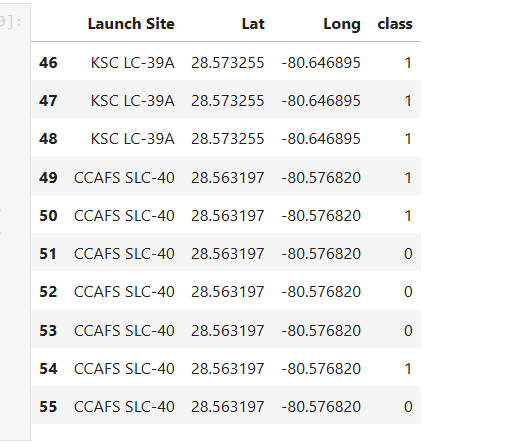 ]:
Launch Site Lat Long class
46 KSC LC-39A 28.573255 -80.646895 1
47 KSC LC-39A 28.573255 -80.646895 1
48 KSC LC-39A 28.573255 -80.646895 1
49 CCAFS SLC-40 28.563197 -80.576820 1
50 CCAFS SLC-40 28.563197 -80.576820 1
51 CCAFS SLC-40 28.563197 -80.576820 0
52 CCAFS SLC-40 28.563197 -80.576820 0
53 CCAFS SLC-40 28.563197 -80.576820 0
54 CCAFS SLC-40 28.563197 -80.576820 1
55 CCAFS SLC-40 28.563197 -80.576820 0